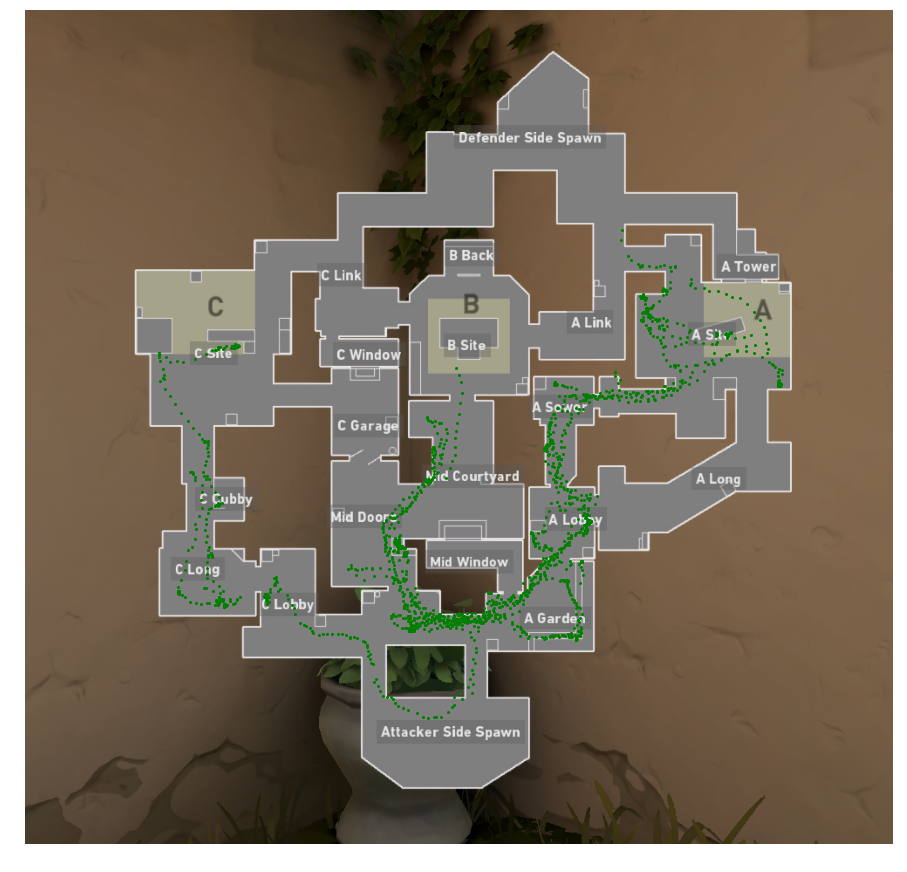 Defender Side Spawn
B Back
A Tower
C Link
C
B
A
A Link
C Site
C Window
B Site
A Site
A Sewer
C Garage
Mid Courtyard
A Long
C Cubby
Mid Doors
A Lobby
Mid Window
C Long
C Lobby
A Garden
Attacker Side Spawn